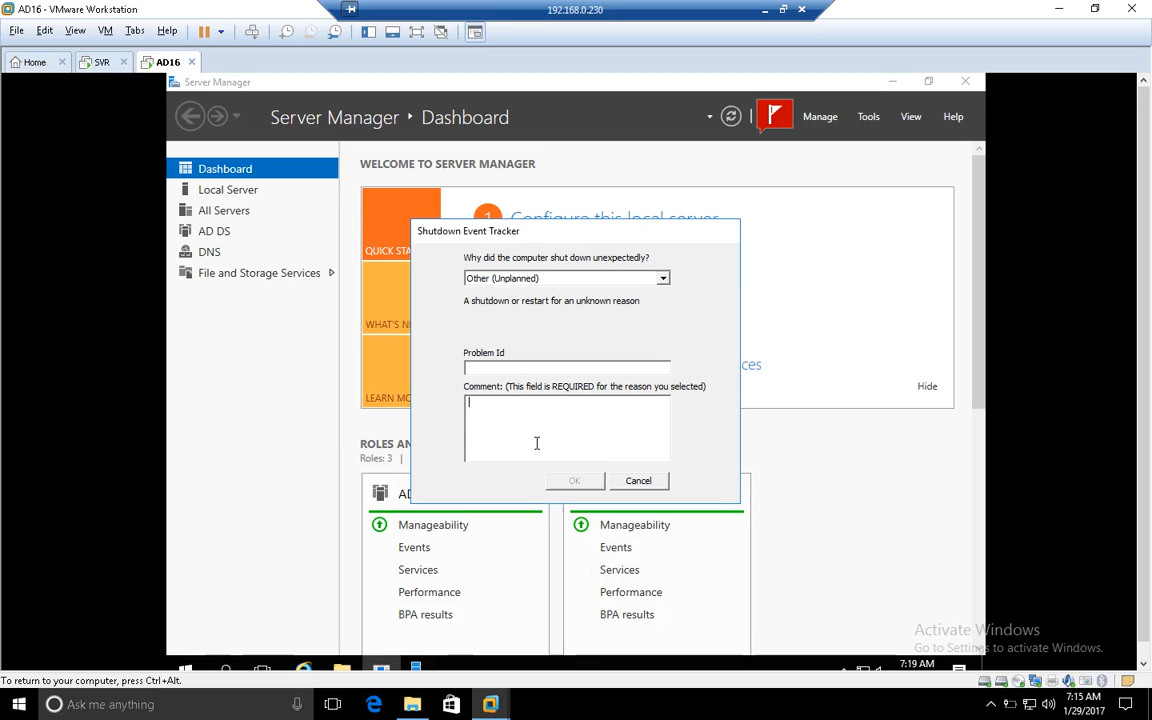 AD16 - VMware Workstation
192.168.0.230
File Edit View VM Tabs Help
Home SVR AD16
Server Manager
Server Manager Dashboard
Manage Tools View Help
Dashboard
Local Server
All Servers
AD DS
DNS
File and Storage Services
WELCOME TO SERVER MANAGER
1 Configure this local server
QUICK STA
WHAT'S N
LEARN MO
ces
Hide
Shutdown Event Tracker
Why did the computer shut down unexpectedly?
Other (Unplanned)
A shutdown or restart for an unknown reason
Problem Id
Comment: (This field is REQUIRED for the reason you selected)
OK Cancel
ROLES AN
Roles: 3 |
AD
Manageability
Events
Services
Performance
BPA results
Manageability
Events
Services
Performance
BPA results
Activate Windows
Go to Settings to activate Windows.
7:19 AM
To return to your computer, press Ctrl+Alt.
Ask me anything
7:15 AM
1/29/2017